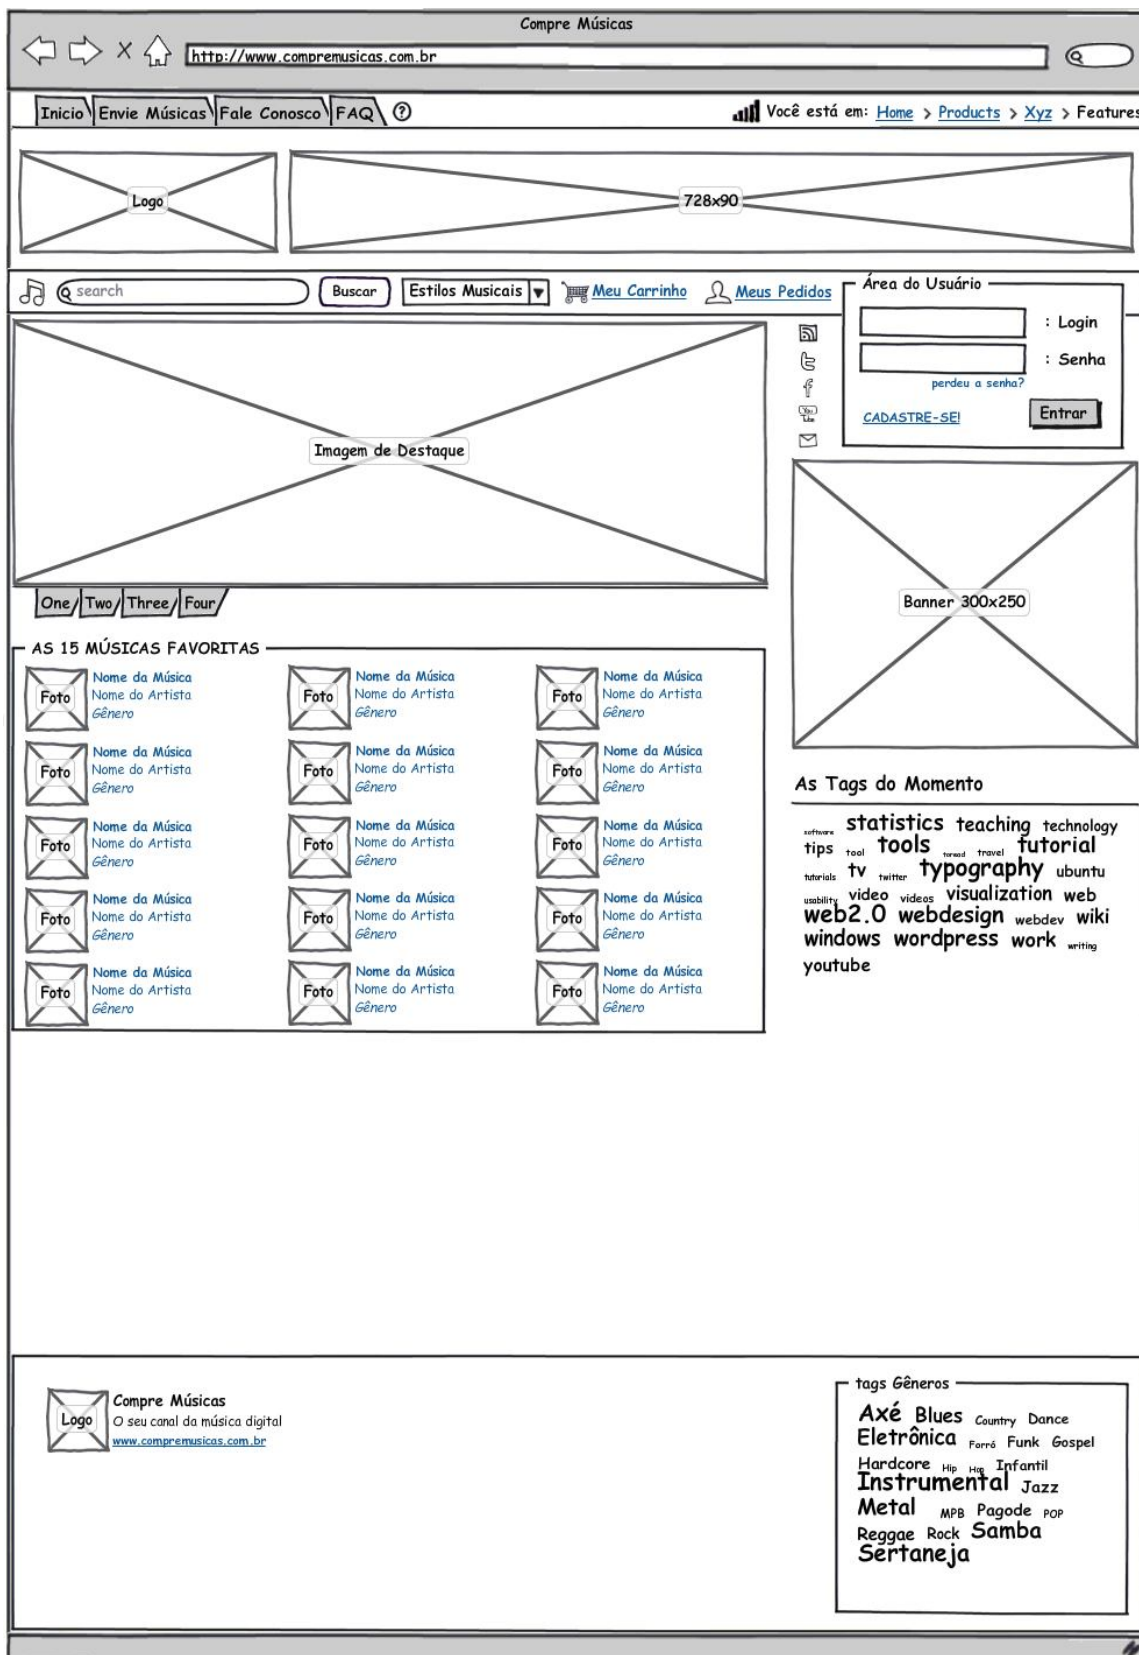 Compre Músicas
http://www.compremusicas.com.br
Inicio Envie Músicas Fale Conosco FAQ ?
Você está em: Home > Products > Xyz > Features
Logo
728x90
search Buscar Estilos Musicais Meu Carrinho Meus Pedidos
Área do Usuário
: Login
: Senha
perdeu a senha?
CADASTRE-SE! Entrar
You
Tube
Imagem de Destaque
One Two Three Four
Banner 300x250
AS 15 MÚSICAS FAVORITAS
Foto Nome da Música
Nome do Artista
Gênero
Foto Nome da Música
Nome do Artista
Gênero
Foto Nome da Música
Nome do Artista
Gênero
Foto Nome da Música
Nome do Artista
Gênero
Foto Nome da Música
Nome do Artista
Gênero
Foto Nome da Música
Nome do Artista
Gênero
Foto Nome da Música
Nome do Artista
Gênero
Foto Nome da Música
Nome do Artista
Gênero
Foto Nome da Música
Nome do Artista
Gênero
Foto Nome da Música
Nome do Artista
Gênero
Foto Nome da Música
Nome do Artista
Gênero
Foto Nome da Música
Nome do Artista
Gênero
Foto Nome da Música
Nome do Artista
Gênero
Foto Nome da Música
Nome do Artista
Gênero
Foto Nome da Música
Nome do Artista
Gênero
As Tags do Momento
software statistics teaching technology
tips tool tools toread travel tutorial
tutorials tv twitter typography ubuntu
usability video videos visualization web
web2.0 webdesign webdev wiki
windows wordpress work writing
youtube
Logo
Compre Músicas
O seu canal da música digital
www.compremusicas.com.br
tags Gêneros
Axé Blues Country Dance
Eletrônica Forró Funk Gospel
Hardcore Hip Hop Infantil
Instrumental Jazz
Metal MPB Pagode POP
Reggae Rock Samba
Sertaneja